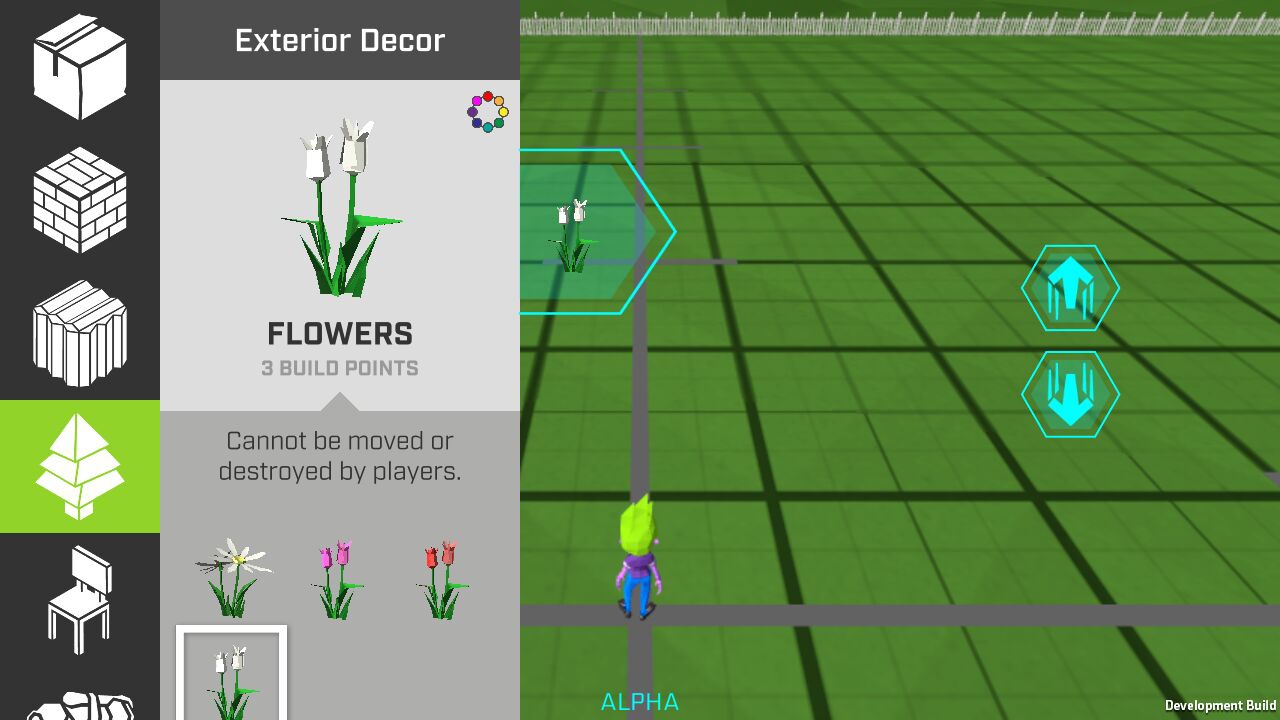 Exterior Decor
FLOWERS
3 BUILD POINTS
Cannot be moved or
destroyed by players.
ALPHA
Development Build